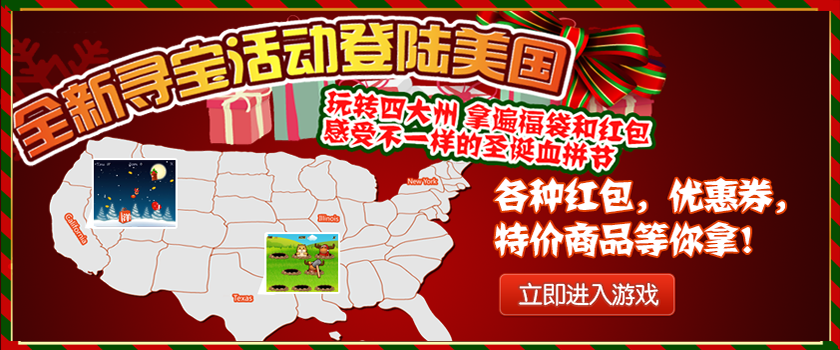 全新寻宝活动登陆美国
玩转四大州 拿遍福袋和红包
感受不一样的圣诞血拼节
各种红包，优惠券，
特价商品等你拿!
立即进入游戏
New York
California
Illinois
Texas